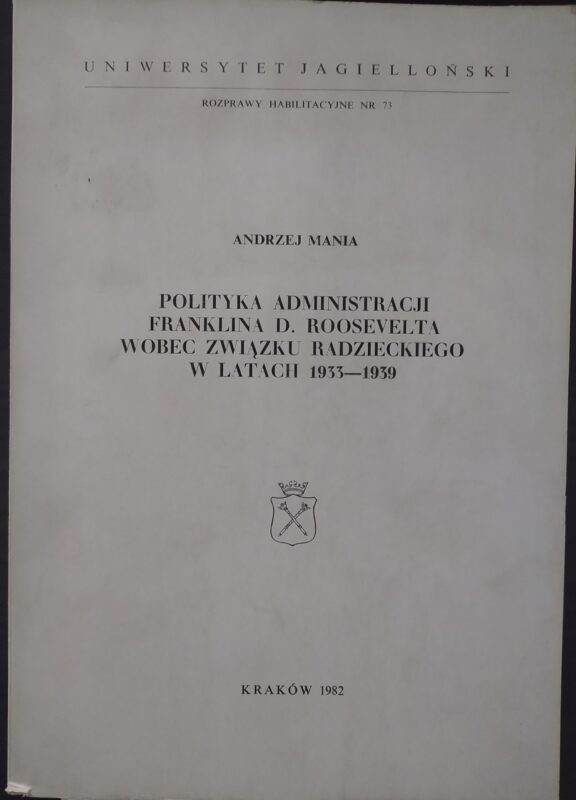 UNIWERSYTET JAGIELLOŃSKI
ROZPRAWY HABILITACYJNE NR 73
ANDRZEJ MANIA
POLITYKA ADMINISTRACJI
FRANKLINA D. ROOSEVELTA
WOBEC ZWIĄZKU RADZIECKIEGO
W LATACH 1933—1939
KRAKÓW 1982